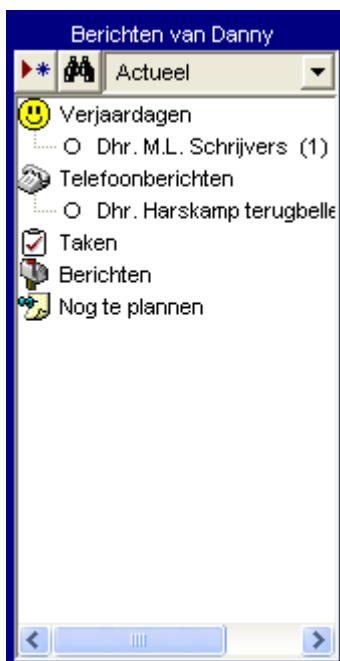 Berichten van Danny
Actueel
Verjaardagen
Dhr. M.L. Schrijvers (1)
Telefoonberichten
Dhr. Harskamp terugbelle
Taken
Berichten
Nog te plannen